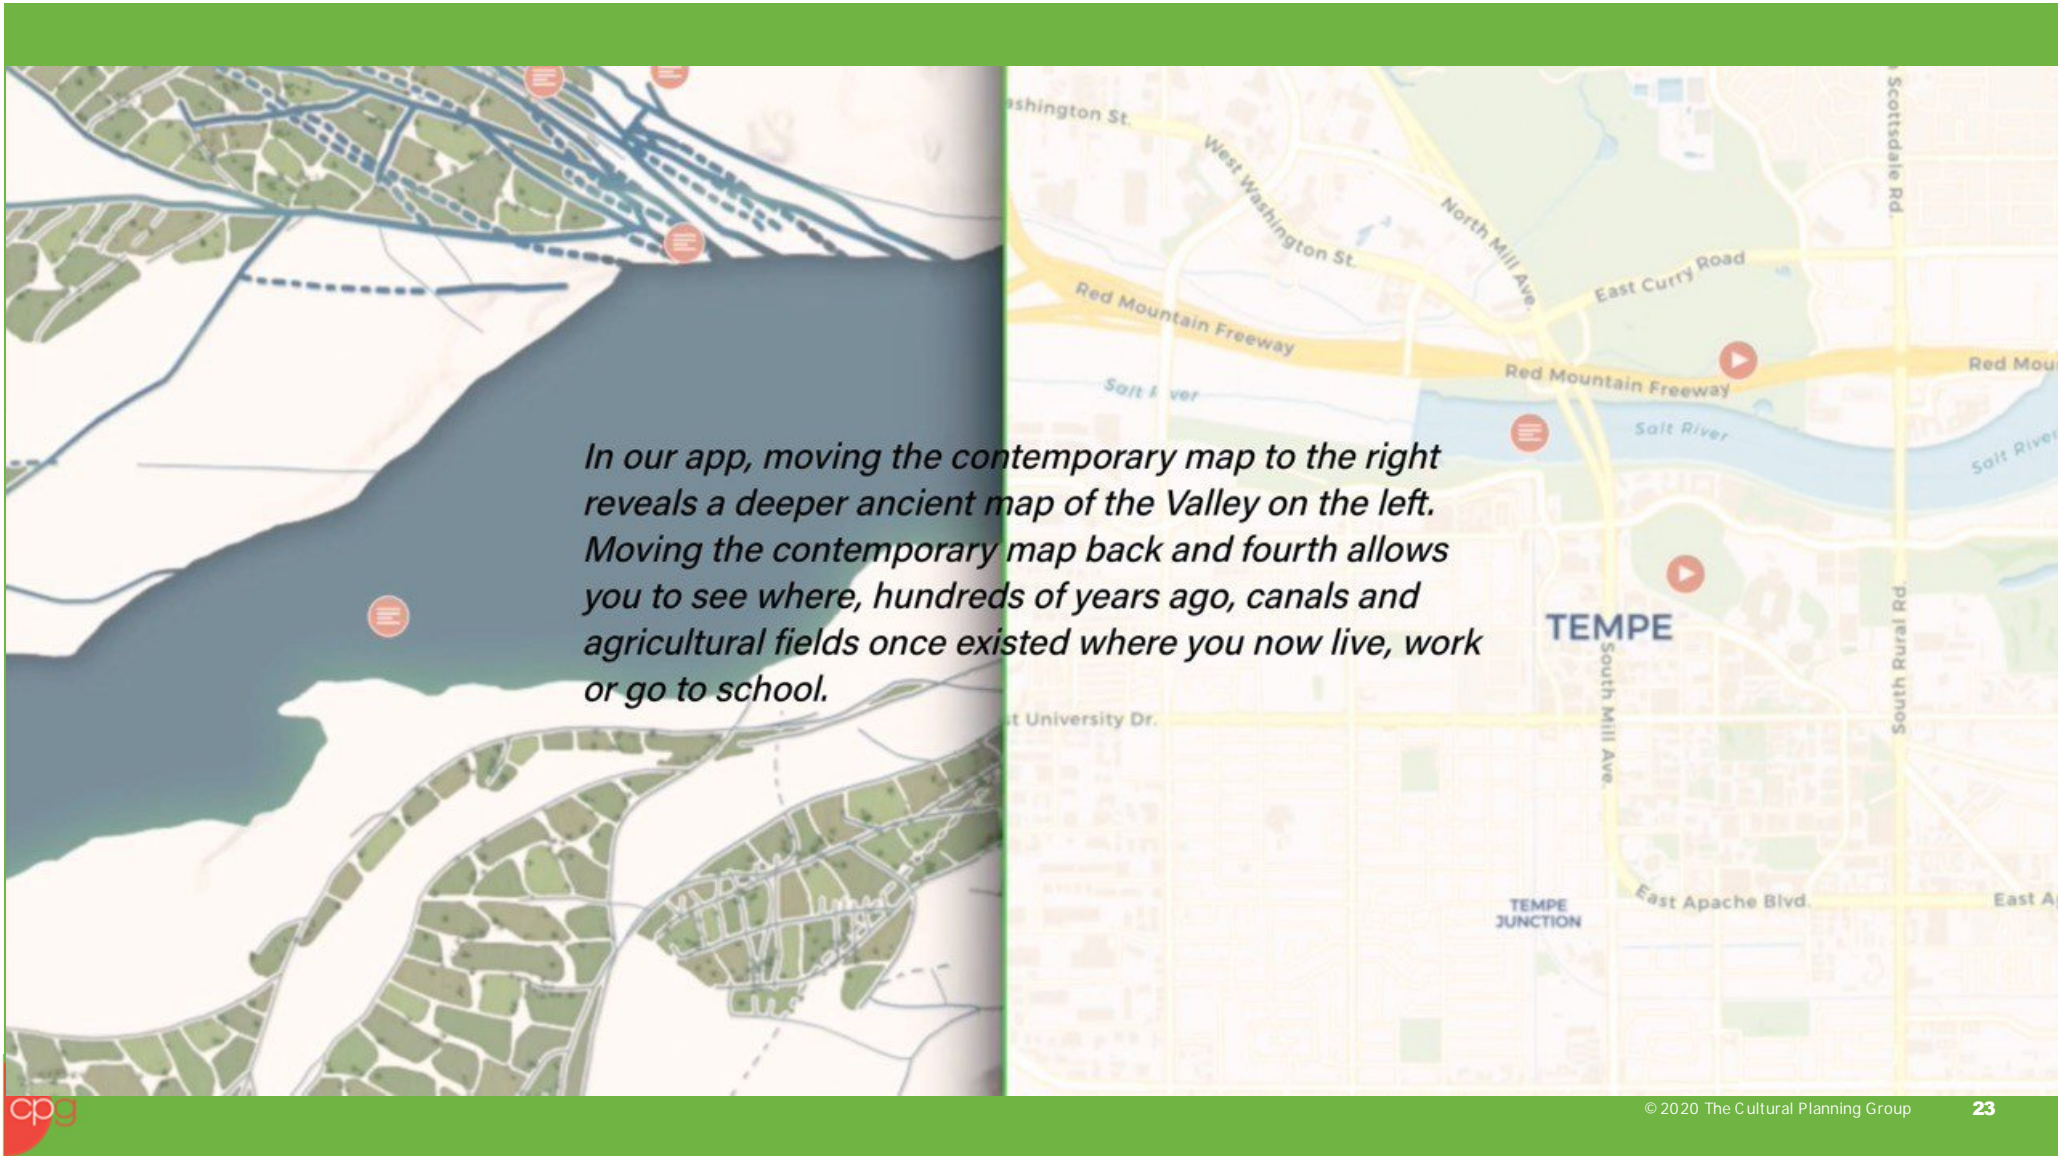 ashington St.
West Washington St.
North Mill Ave.
Scottsdale Rd.
East Curry Road
Red Mountain Freeway
Red Mountain Freeway
Red Mou
Salt River
Salt River
Salt River
In our app, moving the contemporary map to the right
reveals a deeper ancient map of the Valley on the left.
Moving the contemporary map back and fourth allows
you to see where, hundreds of years ago, canals and
agricultural fields once existed where you now live, work
or go to school.
TEMPE
South Mill Ave.
South Rural Rd.
st University Dr.
TEMPE
JUNCTION
East Apache Blvd.
East A
cpg
© 2020 The Cultural Planning Group
23